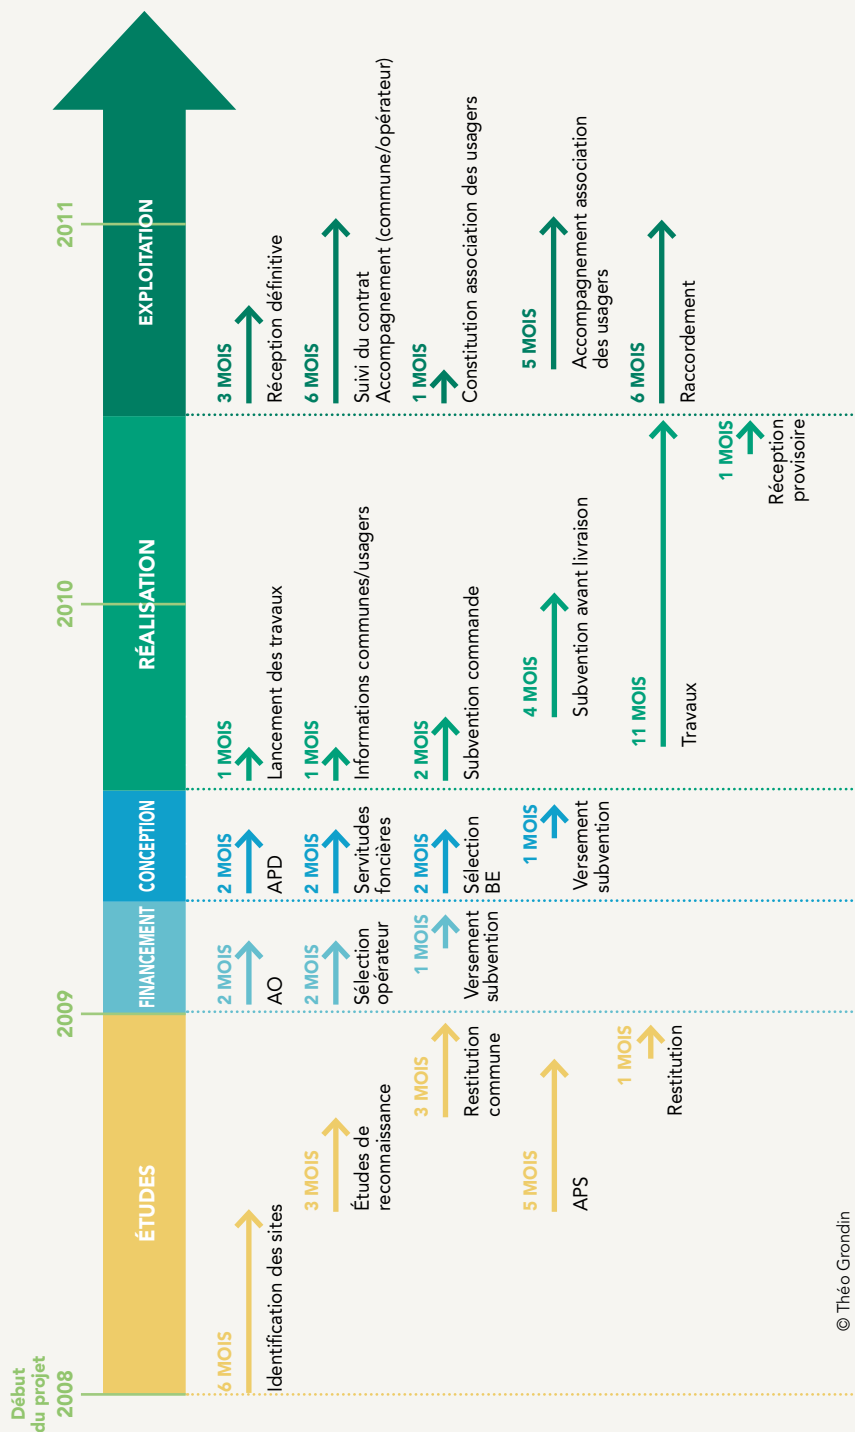 Début
du projet
2008
2009
2010
2011
ÉTUDES
FINANCEMENT
CONCEPTION
RÉALISATION
EXPLOITATION
6 MOIS
Identification des sites
3 MOIS
Études de
reconnaissance
3 MOIS
Restitution
commune
5 MOIS
APS
1 MOIS
Restitution
2 MOIS
AO
2 MOIS
Sélection
opérateur
1 MOIS
Versement
subvention
2 MOIS
APD
2 MOIS
Servitudes
foncières
2 MOIS
Sélection
BE
1 MOIS
Versement
subvention
1 MOIS
Lancement des travaux
1 MOIS
Informations communes/usagers
2 MOIS
Subvention commande
4 MOIS
Subvention avant livraison
11 MOIS
Travaux
1 MOIS
Réception
provisoire
3 MOIS
Réception définitive
6 MOIS
Suivi du contrat
Accompagnement (commune/opérateur)
1 MOIS
Constitution association des usagers
5 MOIS
Accompagnement association
des usagers
6 MOIS
Raccordement
© Théo Grondin